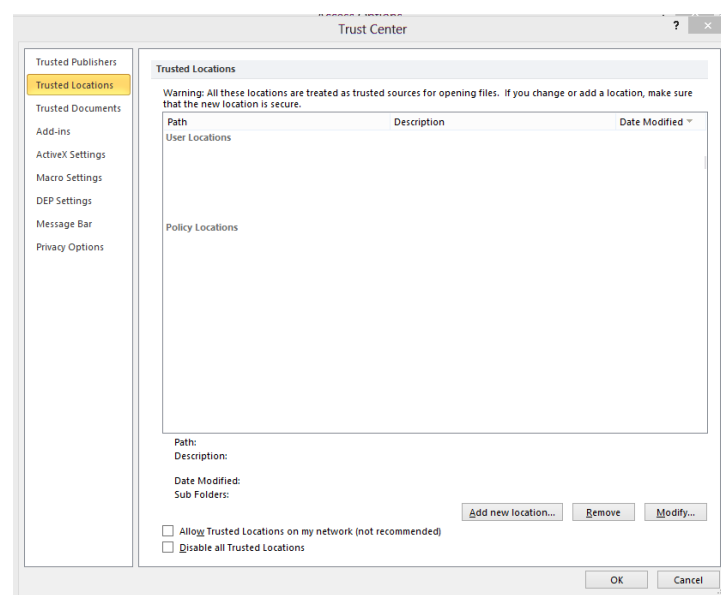 Access Options
Trust Center
?
Trusted Publishers
Trusted Locations
Trusted Documents
Add-ins
ActiveX Settings
Macro Settings
DEP Settings
Message Bar
Privacy Options
Trusted Locations
Warning: All these locations are treated as trusted sources for opening files. If you change or add a location, make sure
that the new location is secure.
Path Description Date Modified
User Locations
Policy Locations
Path:
Description:
Date Modified:
Sub Folders:
Add new location... Remove Modify...
Allow Trusted Locations on my network (not recommended)
Disable all Trusted Locations
OK Cancel